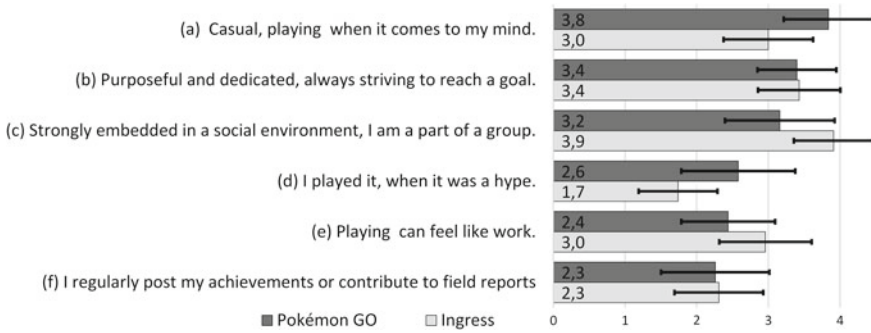 (a) Casual, playing when it comes to my mind.
3,8
3,0
(b) Purposeful and dedicated, always striving to reach a goal.
3,4
3,4
(c) Strongly embedded in a social environment, I am a part of a group.
3,2
3,9
(d) I played it, when it was a hype.
2,6
1,7
(e) Playing can feel like work.
2,4
3,0
(f) I regularly post my achievements or contribute to field reports
2,3
2,3
Pokémon GO Ingress
0 1 2 3 4